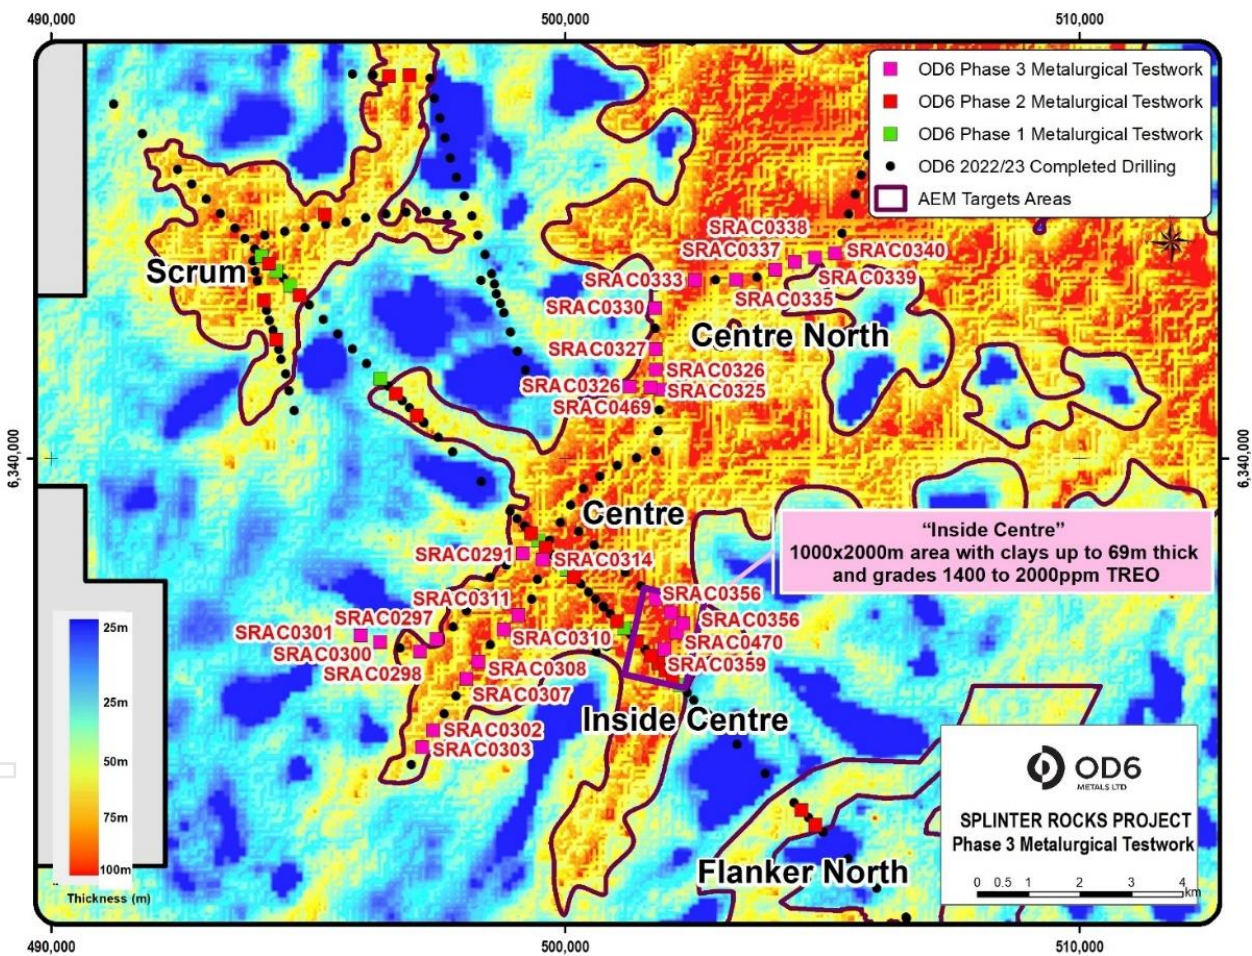 490,000
500,000
510,000
OD6 Phase 3 Metalurgical Testwork
OD6 Phase 2 Metalurgical Testwork
OD6 Phase 1 Metalurgical Testwork
OD6 2022/23 Completed Drilling
AEM Targets Areas
SRAC0338
SRAC0337
SRAC0340
Scrum
SRAC0333
SRAC0339
SRAC0335
SRAC0330
Centre North
SRAC0327
SRAC0326
SRAC0326
SRAC0325
SRAC0469
6,340,000
6,340,000
Centre
"Inside Centre"
1000x2000m area with clays up to 69m thick
and grades 1400 to 2000ppm TREO
SRAC0291
SRAC0314
SRAC0311
SRAC0356
SRAC0297
SRAC0356
SRAC0301
SRAC0310
SRAC0470
SRAC0300
SRAC0359
SRAC0298
SRAC0308
SRAC0307
Inside Centre
SRAC0302
SRAC0303
25m
25m
50m
75m
100m
Thickness (m)
OD6
METALS LTD
SPLINTER ROCKS PROJECT
Phase 3 Metalurgical Testwork
0 0.5 1 2 3 4
km
Flanker North
490,000
500,000
510,000